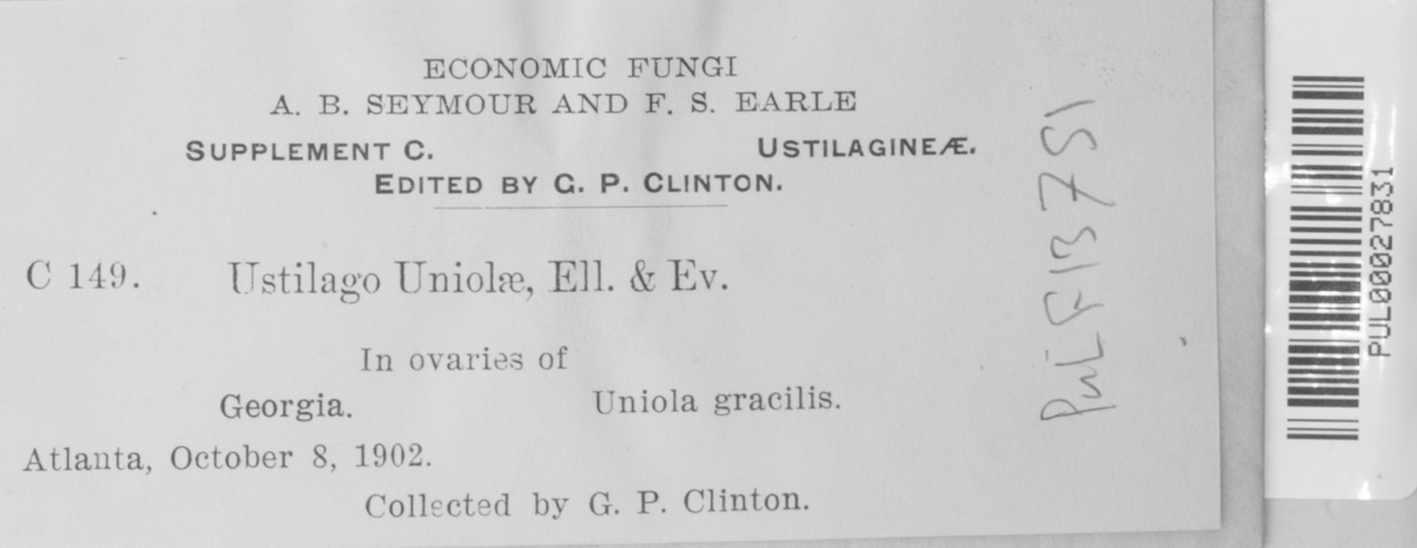 ECONOMIC FUNGI
A. B. SEYMOUR AND F. S. EARLE
SUPPLEMENT C. USTILAGINEÆ.
EDITED BY G. P. CLINTON.
C 149. Ustilago Uniolæ, Ell. & Ev.
In ovaries of
Georgia. Uniola gracilis.
Atlanta, October 8, 1902.
Collected by G. P. Clinton.
PUL F13751
PUL00027831